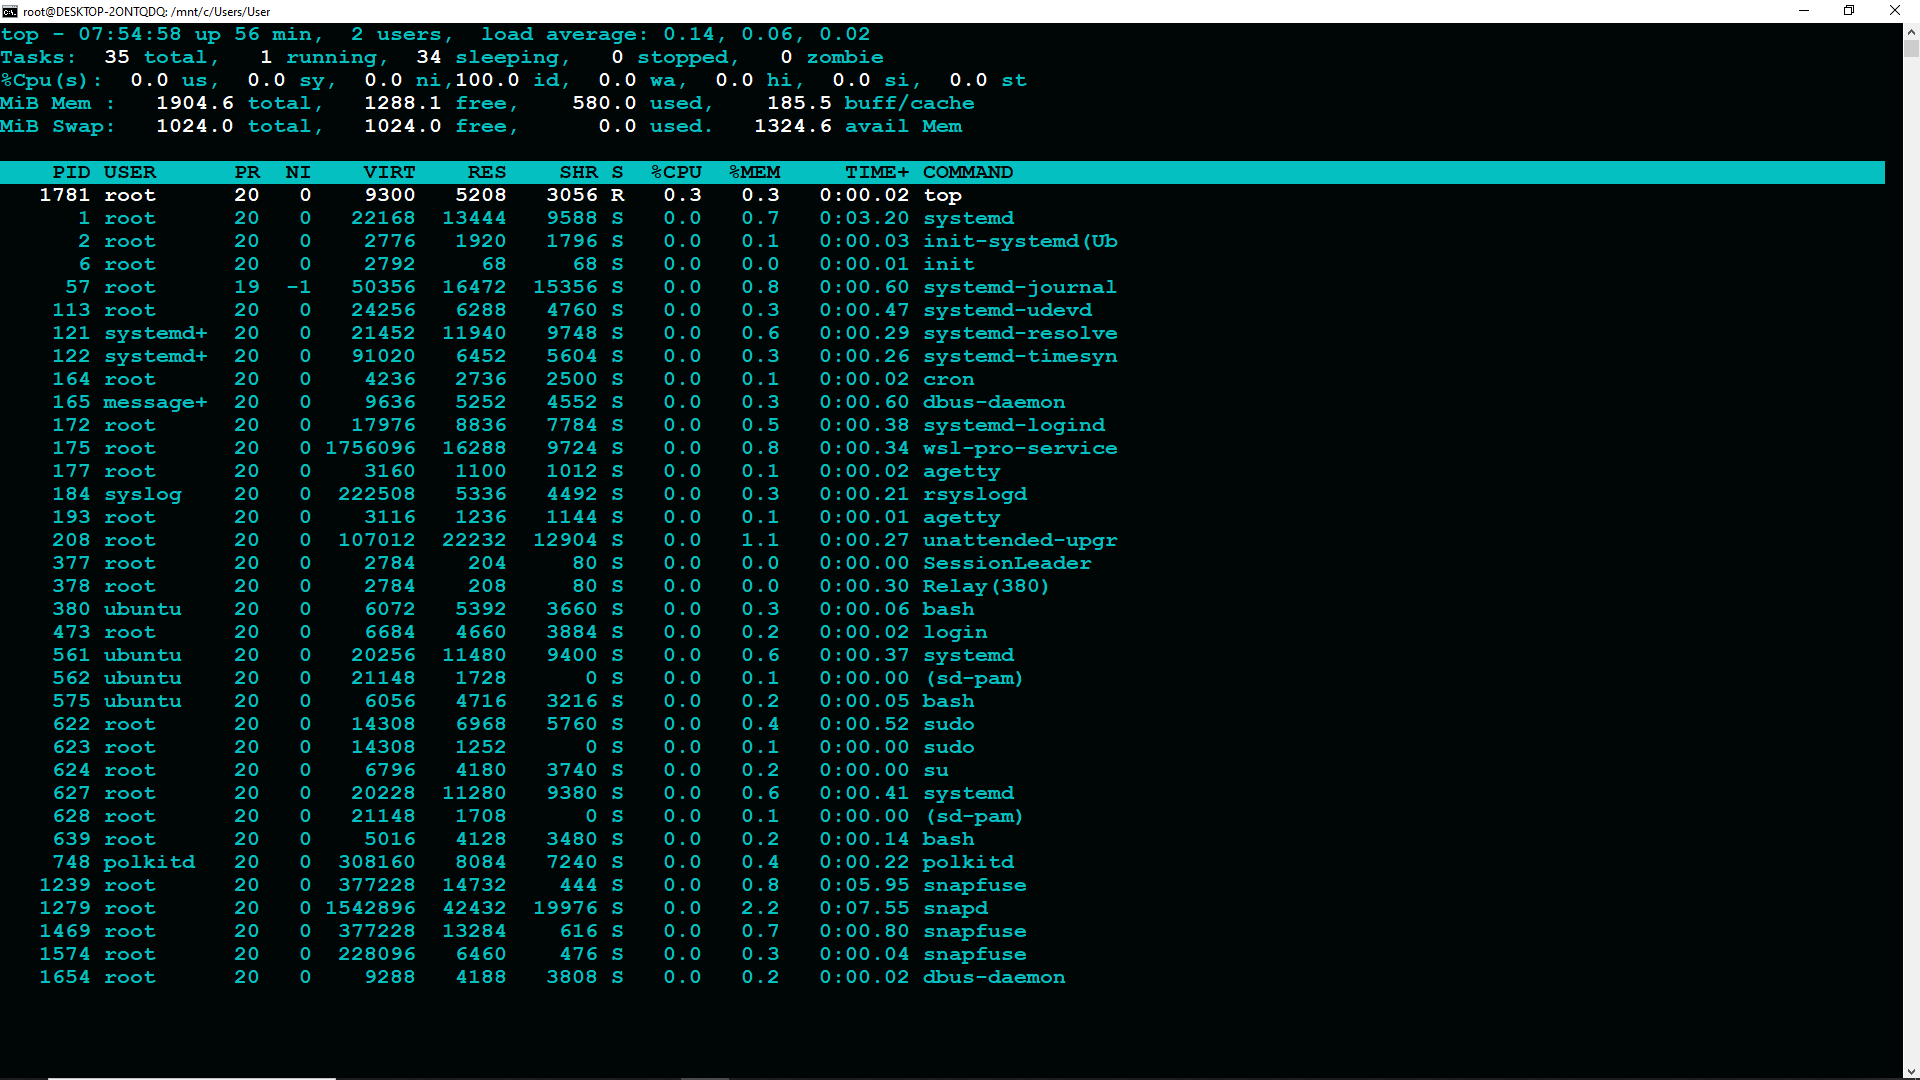 root@DESKTOP-2ONTQDQ: /mnt/c/Users/User
top - 07:54:58 up 56 min,  2 users,  load average: 0.14, 0.06, 0.02
Tasks:  35 total,   1 running,  34 sleeping,   0 stopped,   0 zombie
%Cpu(s):  0.0 us,  0.0 sy,  0.0 ni,100.0 id,  0.0 wa,  0.0 hi,  0.0 si,  0.0 st
MiB Mem :   1904.6 total,   1288.1 free,    580.0 used,    185.5 buff/cache
MiB Swap:   1024.0 total,   1024.0 free,      0.0 used.   1324.6 avail Mem
PID USER      PR  NI    VIRT    RES    SHR S  %CPU  %MEM     TIME+ COMMAND
1781 root      20   0    9300   5208   3056 R   0.3   0.3   0:00.02 top
1 root      20   0   22168  13444   9588 S   0.0   0.7   0:03.20 systemd
2 root      20   0    2776   1920   1796 S   0.0   0.1   0:00.03 init-systemd(Ub
6 root      20   0    2792     68     68 S   0.0   0.0   0:00.01 init
57 root      19  -1   50356  16472  15356 S   0.0   0.8   0:00.60 systemd-journal
113 root      20   0   24256   6288   4760 S   0.0   0.3   0:00.47 systemd-udevd
121 systemd+  20   0   21452  11940   9748 S   0.0   0.6   0:00.29 systemd-resolve
122 systemd+  20   0   91020   6452   5604 S   0.0   0.3   0:00.26 systemd-timesyn
164 root      20   0    4236   2736   2500 S   0.0   0.1   0:00.02 cron
165 message+  20   0    9636   5252   4552 S   0.0   0.3   0:00.60 dbus-daemon
172 root      20   0   17976   8836   7784 S   0.0   0.5   0:00.38 systemd-logind
175 root      20   0 1756096  16288   9724 S   0.0   0.8   0:00.34 wsl-pro-service
177 root      20   0    3160   1100   1012 S   0.0   0.1   0:00.02 agetty
184 syslog    20   0  222508   5336   4492 S   0.0   0.3   0:00.21 rsyslogd
193 root      20   0    3116   1236   1144 S   0.0   0.1   0:00.01 agetty
208 root      20   0  107012  22232  12904 S   0.0   1.1   0:00.27 unattended-upgr
377 root      20   0    2784    204     80 S   0.0   0.0   0:00.00 SessionLeader
378 root      20   0    2784    208     80 S   0.0   0.0   0:00.30 Relay(380)
380 ubuntu    20   0    6072   5392   3660 S   0.0   0.3   0:00.06 bash
473 root      20   0    6684   4660   3884 S   0.0   0.2   0:00.02 login
561 ubuntu    20   0   20256  11480   9400 S   0.0   0.6   0:00.37 systemd
562 ubuntu    20   0   21148   1728      0 S   0.0   0.1   0:00.00 (sd-pam)
575 ubuntu    20   0    6056   4716   3216 S   0.0   0.2   0:00.05 bash
622 root      20   0   14308   6968   5760 S   0.0   0.4   0:00.52 sudo
623 root      20   0   14308   1252      0 S   0.0   0.1   0:00.00 sudo
624 root      20   0    6796   4180   3740 S   0.0   0.2   0:00.00 su
627 root      20   0   20228  11280   9380 S   0.0   0.6   0:00.41 systemd
628 root      20   0   21148   1708      0 S   0.0   0.1   0:00.00 (sd-pam)
639 root      20   0    5016   4128   3480 S   0.0   0.2   0:00.14 bash
748 polkitd   20   0  308160   8084   7240 S   0.0   0.4   0:00.22 polkitd
1239 root      20   0  377228  14732    444 S   0.0   0.8   0:05.95 snapfuse
1279 root      20   0 1542896  42432  19976 S   0.0   2.2   0:07.55 snapd
1469 root      20   0  377228  13284    616 S   0.0   0.7   0:00.80 snapfuse
1574 root      20   0  228096   6460    476 S   0.0   0.3   0:00.04 snapfuse
1654 root      20   0    9288   4188   3808 S   0.0   0.2   0:00.02 dbus-daemon